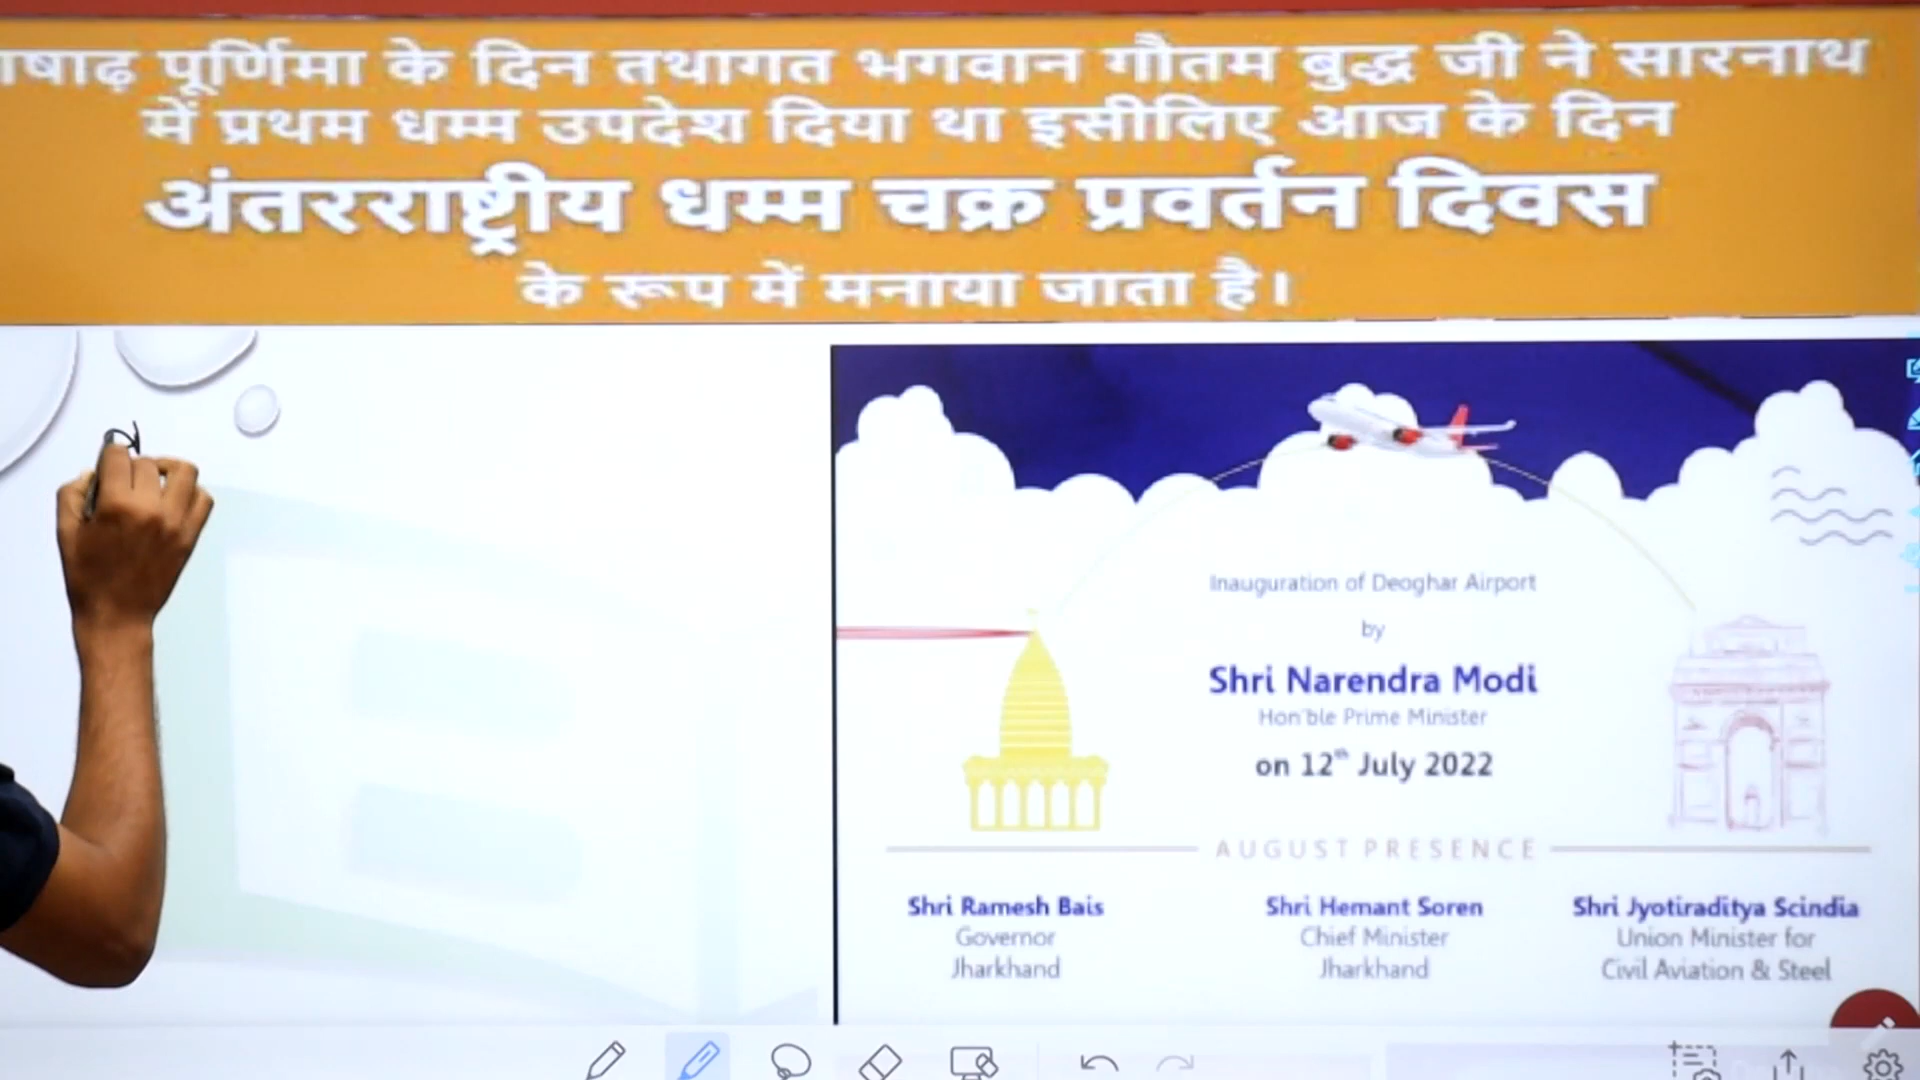 पूर्णिमा के दिन तथागत भगवान गौतम बुद्ध जी ने सारनाथ
में प्रथम धम्म उपदेश दिया था इसीलिए आज के दिन
अंतरराष्ट्रीय धम्म चक्र प्रवर्तन दिवस
के रूप में मनाया जाता है।
Inauguration of Deoghar Airport
by
Shri Narendra Modi
Hon'ble Prime Minister
on 12th July 2022
AUGUST PRESENCE
Shri Ramesh Bais
Governor
Jharkhand
Shri Hemant Soren
Chief Minister
Jharkhand
Shri Jyotiraditya Scindia
Union Minister for
Civil Aviation & Steel